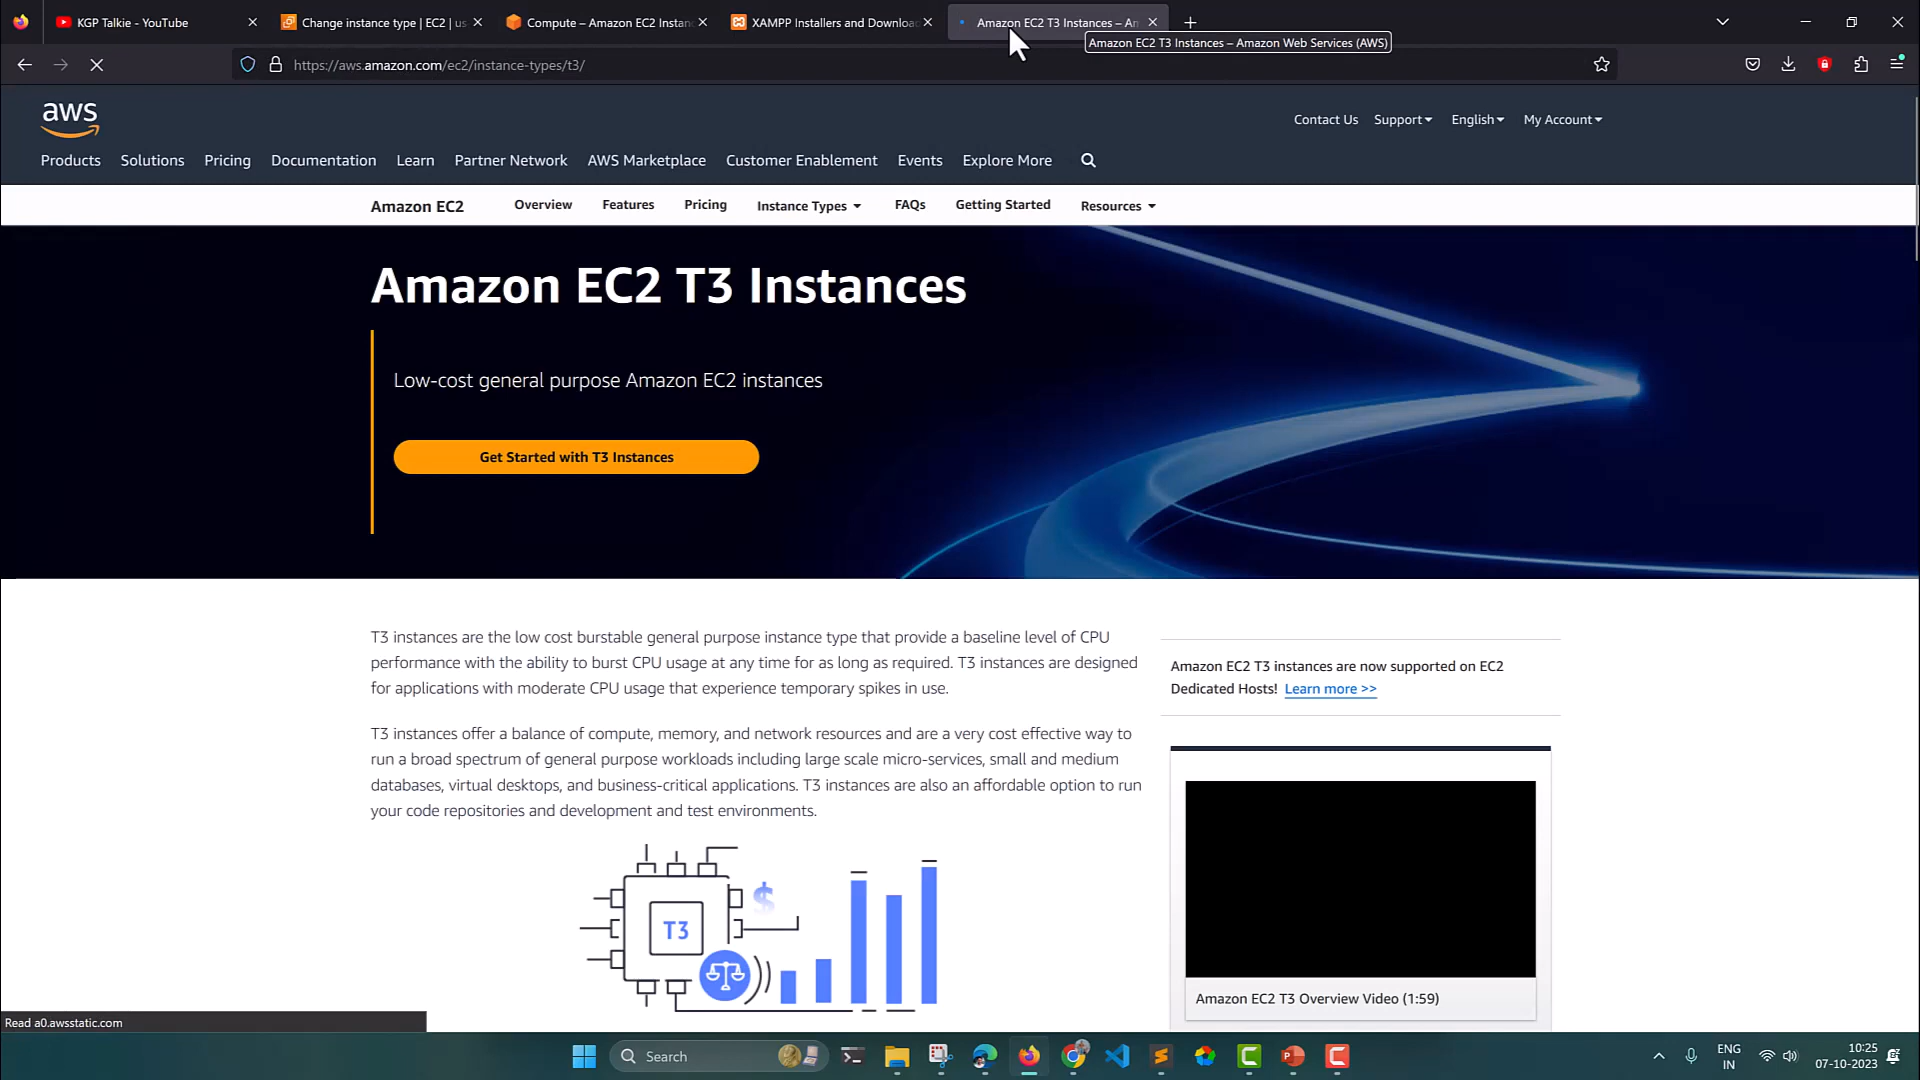 KGP Talkie - YouTube
Change instance type | EC2 | us
Compute – Amazon EC2 Instan
XAMPP Installers and Downloa
Amazon EC2 T3 Instances – An
Amazon EC2 T3 Instances – Amazon Web Services (AWS)
https://aws.amazon.com/ec2/instance-types/t3/
aws
Contact Us Support English My Account
Products Solutions Pricing Documentation Learn Partner Network AWS Marketplace Customer Enablement Events Explore More
Amazon EC2 Overview Features Pricing Instance Types FAQs Getting Started Resources
Amazon EC2 T3 Instances
Low-cost general purpose Amazon EC2 instances
Get Started with T3 Instances
T3 instances are the low cost burstable general purpose instance type that provide a baseline level of CPU
performance with the ability to burst CPU usage at any time for as long as required. T3 instances are designed
for applications with moderate CPU usage that experience temporary spikes in use.
T3 instances offer a balance of compute, memory, and network resources and are a very cost effective way to
run a broad spectrum of general purpose workloads including large scale micro-services, small and medium
databases, virtual desktops, and business-critical applications. T3 instances are also an affordable option to run
your code repositories and development and test environments.
$
T3
Amazon EC2 T3 instances are now supported on EC2
Dedicated Hosts! Learn more >>
Amazon EC2 T3 Overview Video (1:59)
Read a0.awsstatic.com
Search
ENG
IN
10:25
07-10-2023